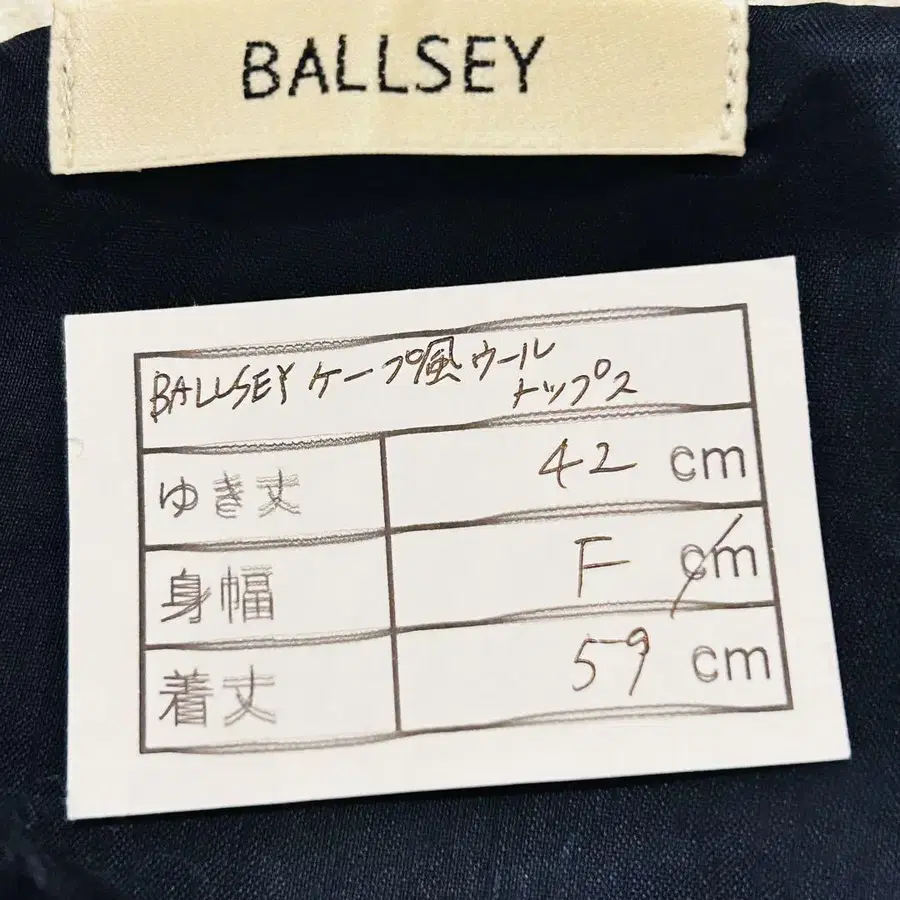 BALLSEY
BALLSEY ケープ風ウール
トップス
ゆき丈 42 cm
身幅 F cm
着丈 59 cm